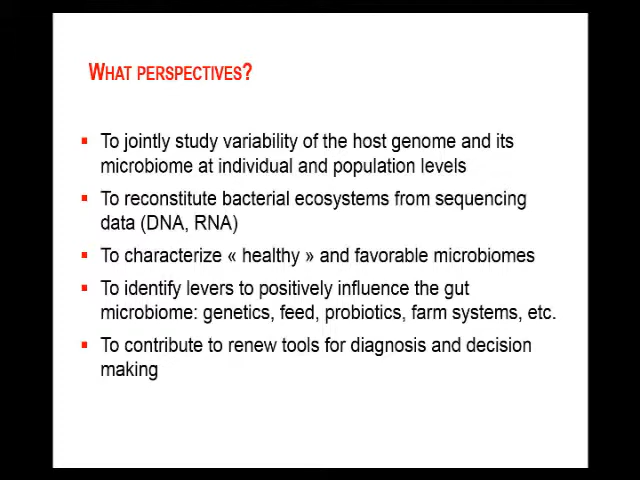 WHAT PERSPECTIVES?
▪ To jointly study variability of the host genome and its
microbiome at individual and population levels
▪ To reconstitute bacterial ecosystems from sequencing
data (DNA, RNA)
▪ To characterize « healthy » and favorable microbiomes
▪ To identify levers to positively influence the gut
microbiome: genetics, feed, probiotics, farm systems, etc.
▪ To contribute to renew tools for diagnosis and decision
making